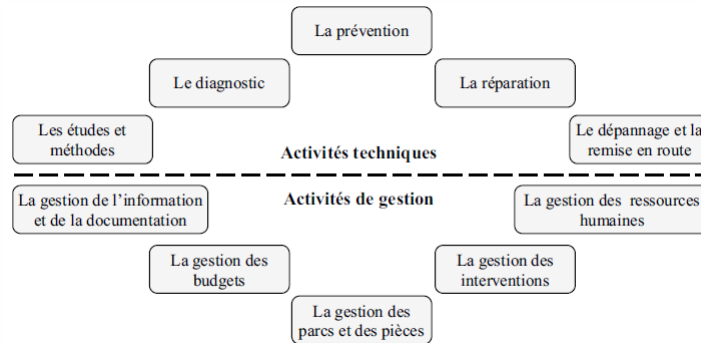 La prévention
Le diagnostic
La réparation
Les études et
méthodes
Le dépannage et la
remise en route
Activités techniques
Activités de gestion
La gestion de l’information
et de la documentation
La gestion des ressources
humaines
La gestion des
budgets
La gestion des
interventions
La gestion des
parcs et des pièces